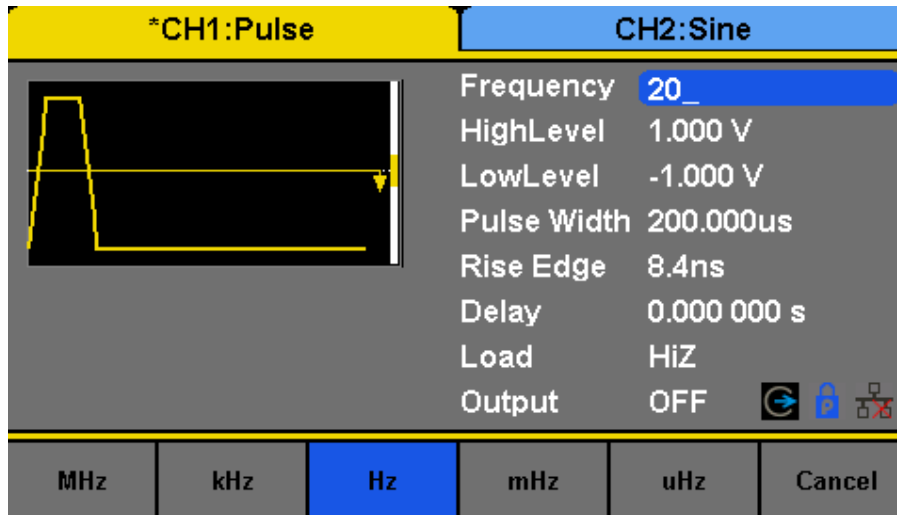 *CH1:Pulse CH2:Sine
Frequency 20_
HighLevel 1.000 V
LowLevel -1.000 V
Pulse Width 200.000us
Rise Edge 8.4ns
Delay 0.000 000 s
Load HiZ
Output OFF P
MHz kHz Hz mHz uHz Cancel